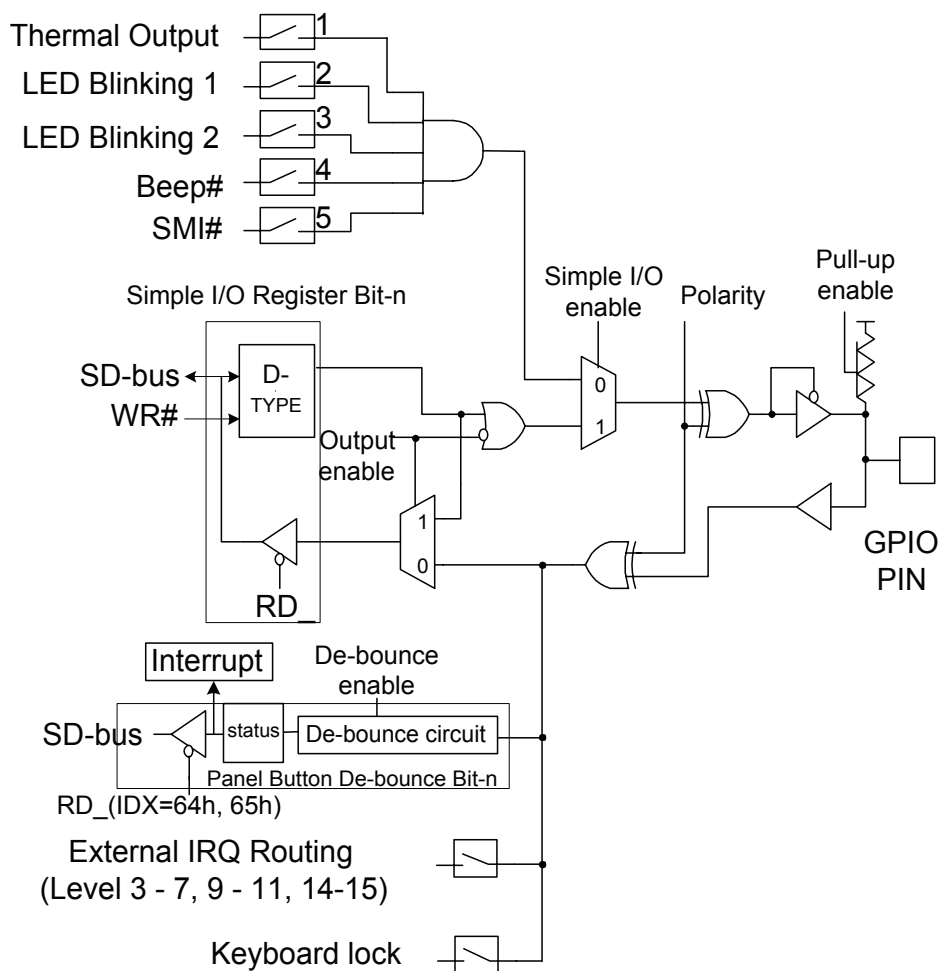 Thermal Output
1
LED Blinking 1
2
LED Blinking 2
3
Beep#
4
SMI#
5
Simple I/O Register Bit-n
Simple I/O
enable
Polarity
Pull-up
enable
SD-bus
WR#
D-
TYPE
0
1
Output
enable
1
0
RD_
GPIO
PIN
Interrupt
De-bounce
enable
SD-bus
status
De-bounce circuit
Panel Button De-bounce Bit-n
RD_(IDX=64h, 65h)
External IRQ Routing
(Level 3 - 7, 9 - 11, 14-15)
Keyboard lock